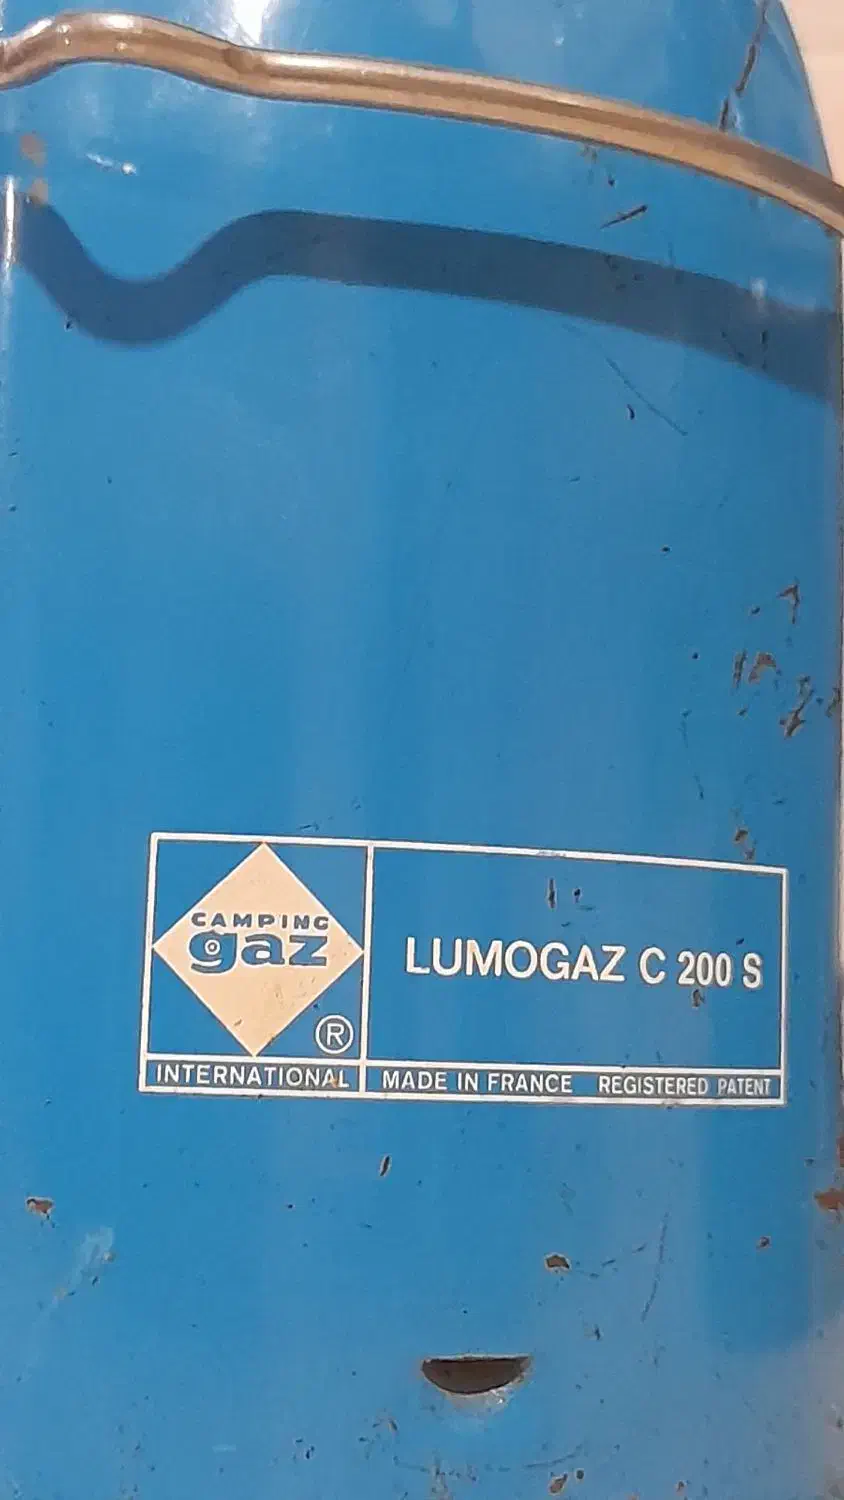 CAMPING
gaz
®
LUMOGAZ C 200 S
INTERNATIONAL
MADE IN FRANCE REGISTERED PATENT